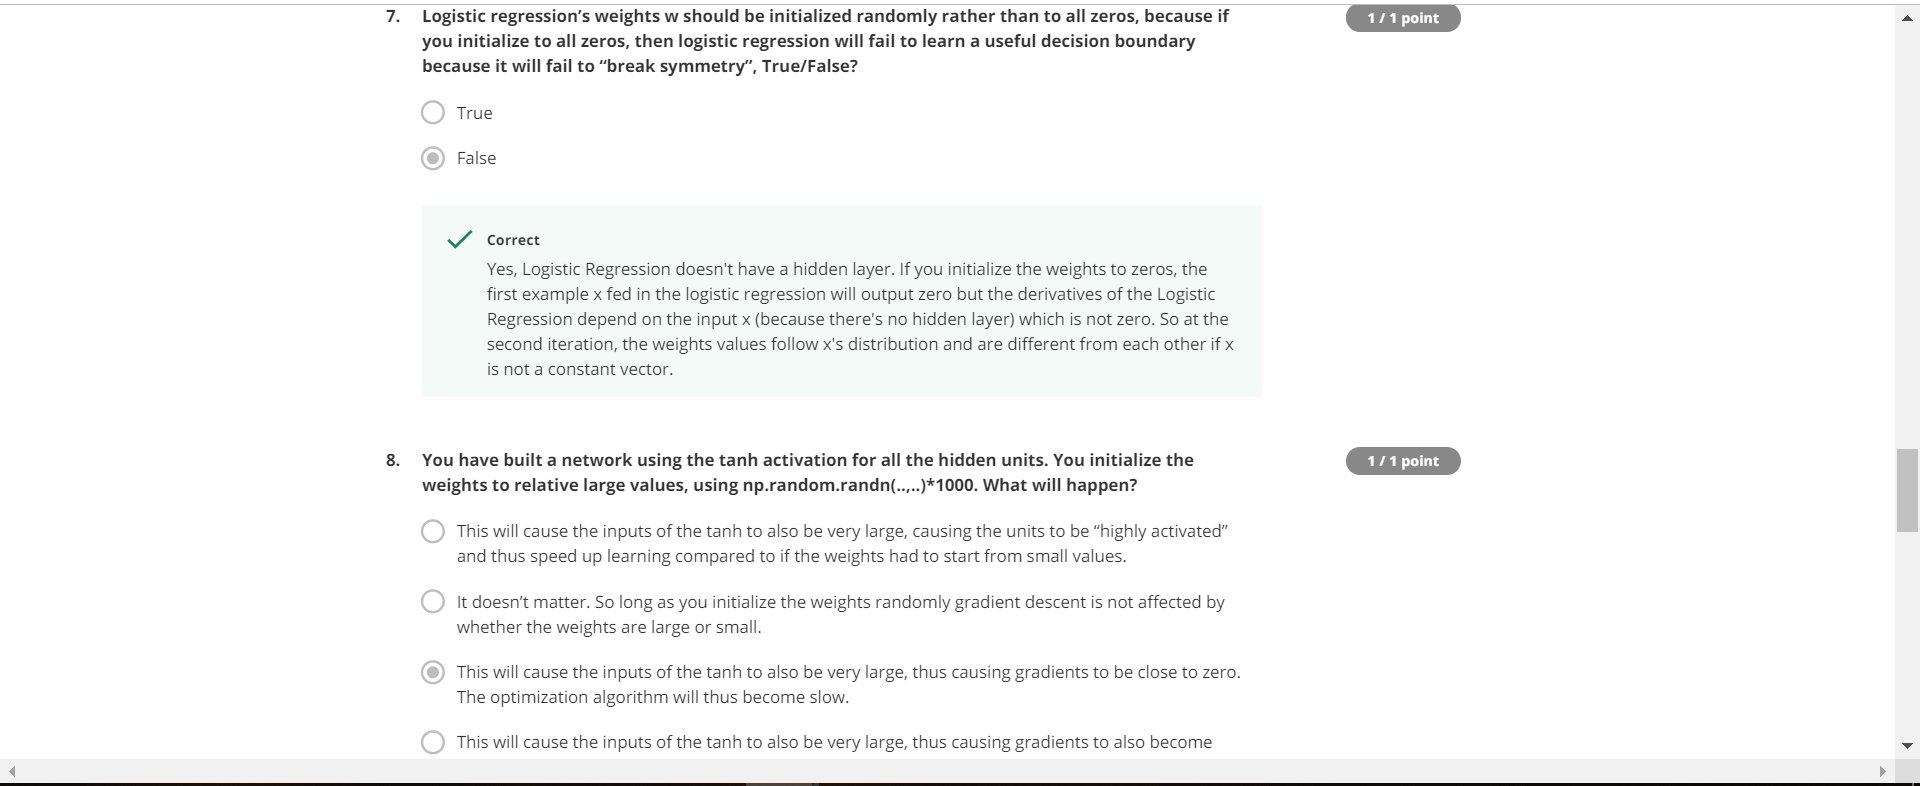 7. Logistic regression’s weights w should be initialized randomly rather than to all zeros, because if
you initialize to all zeros, then logistic regression will fail to learn a useful decision boundary
because it will fail to “break symmetry”, True/False?
1 / 1 point
True
False
Correct
Yes, Logistic Regression doesn't have a hidden layer. If you initialize the weights to zeros, the
first example x fed in the logistic regression will output zero but the derivatives of the Logistic
Regression depend on the input x (because there's no hidden layer) which is not zero. So at the
second iteration, the weights values follow x's distribution and are different from each other if x
is not a constant vector.
8. You have built a network using the tanh activation for all the hidden units. You initialize the
weights to relative large values, using np.random.randn(..,..)*1000. What will happen?
1 / 1 point
This will cause the inputs of the tanh to also be very large, causing the units to be “highly activated”
and thus speed up learning compared to if the weights had to start from small values.
It doesn’t matter. So long as you initialize the weights randomly gradient descent is not affected by
whether the weights are large or small.
This will cause the inputs of the tanh to also be very large, thus causing gradients to be close to zero.
The optimization algorithm will thus become slow.
This will cause the inputs of the tanh to also be very large, thus causing gradients to also become